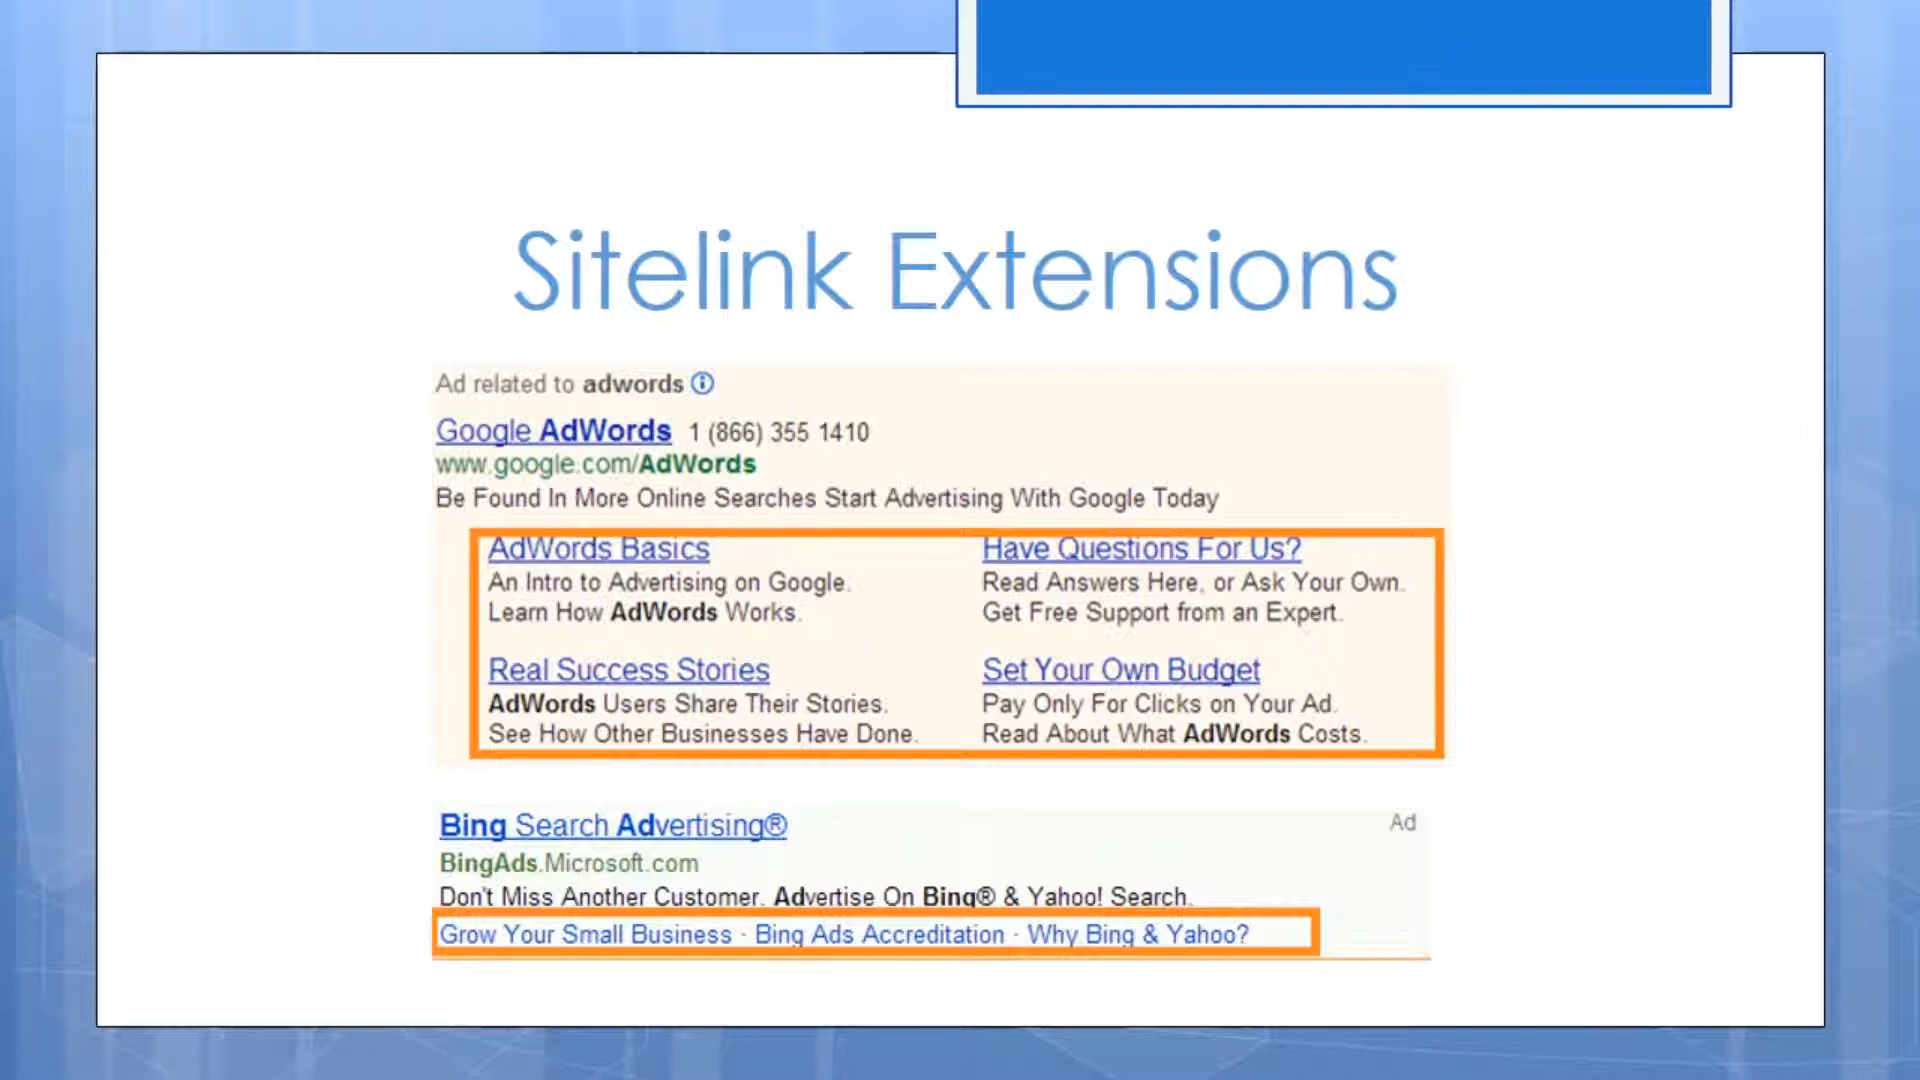 Sitelink Extensions
Ad related to adwords
Google AdWords 1 (866) 355 1410
www.google.com/AdWords
Be Found In More Online Searches Start Advertising With Google Today
AdWords Basics
An Intro to Advertising on Google.
Learn How AdWords Works.
Have Questions For Us?
Read Answers Here, or Ask Your Own.
Get Free Support from an Expert.
Real Success Stories
AdWords Users Share Their Stories.
See How Other Businesses Have Done.
Set Your Own Budget
Pay Only For Clicks on Your Ad.
Read About What AdWords Costs.
Bing Search Advertising®
Ad
BingAds.Microsoft.com
Don't Miss Another Customer. Advertise On Bing® & Yahoo! Search.
Grow Your Small Business · Bing Ads Accreditation · Why Bing & Yahoo?